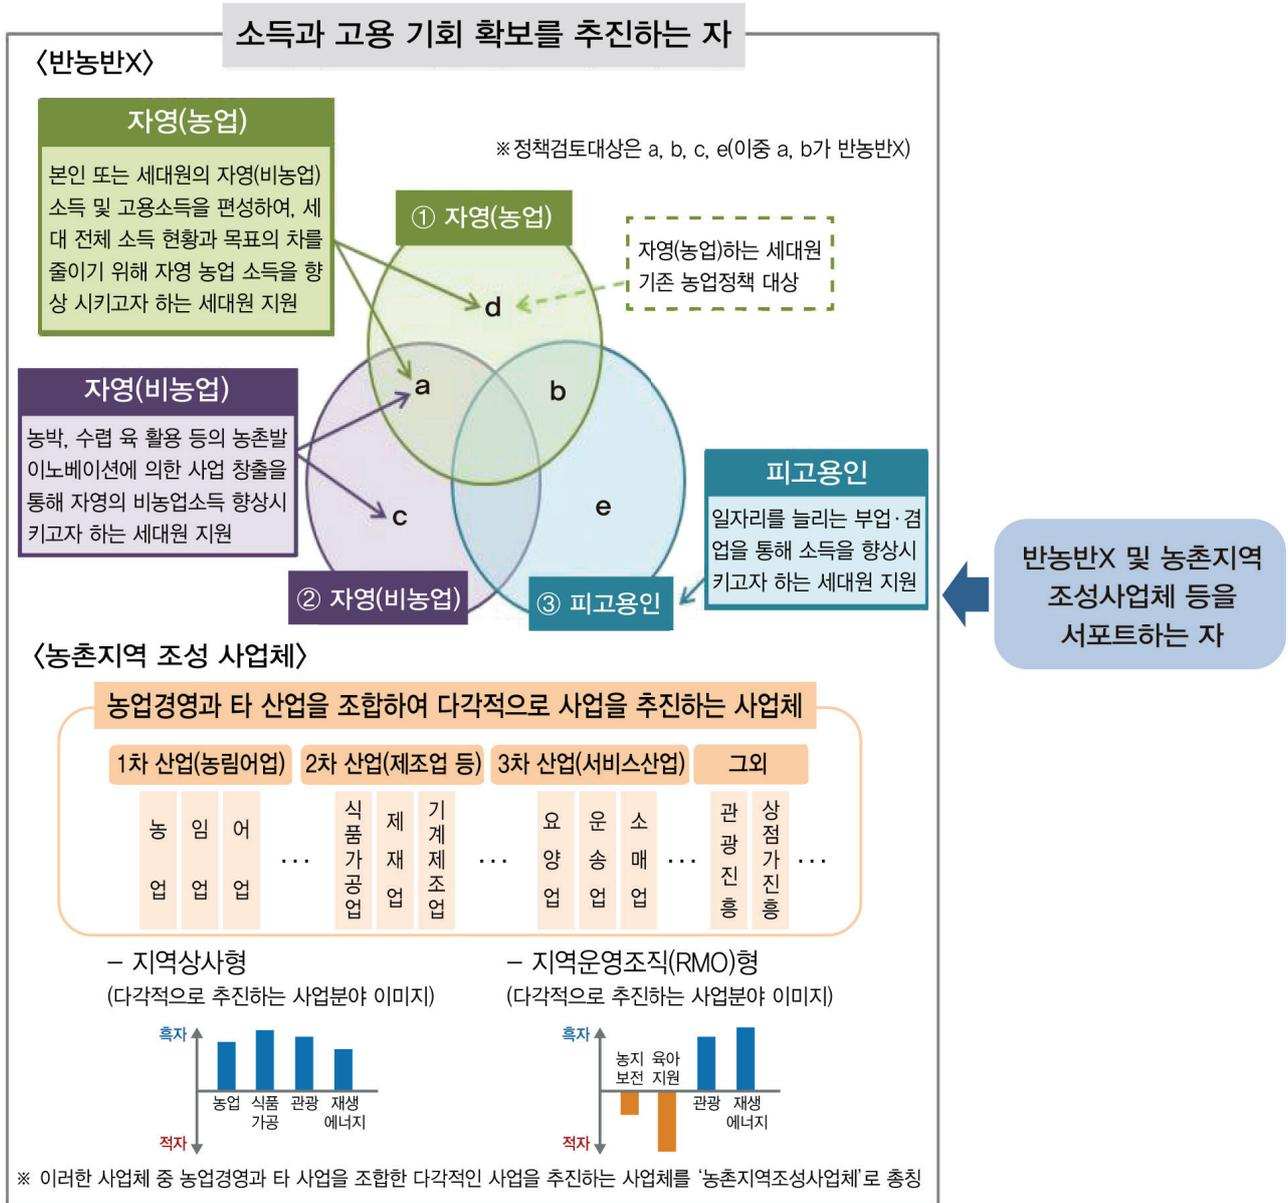 소득과 고용 기회 확보를 추진하는 자
〈반농반X〉
자영(농업)
본인 또는 세대원의 자영(비농업)
소득 및 고용소득을 편성하여, 세
대 전체 소득 현황과 목표의 차를
줄이기 위해 자영 농업 소득을 향
상 시키고자 하는 세대원 지원
※정책검토대상은 a, b, c, e(이중 a, b가 반농반X)
① 자영(농업)
자영(농업)하는 세대원
기존 농업정책 대상
d
a
b
자영(비농업)
농박, 수렵 육 활용 등의 농촌발
이노베이션에 의한 사업 창출을
통해 자영의 비농업소득 향상시
키고자 하는 세대원 지원
c
e
피고용인
일자리를 늘리는 부업·겸
업을 통해 소득을 향상시
키고자 하는 세대원 지원
② 자영(비농업)
③ 피고용인
반농반X 및 농촌지역
조성사업체 등을
서포트하는 자
〈농촌지역 조성 사업체〉
농업경영과 타 산업을 조합하여 다각적으로 사업을 추진하는 사업체
1차 산업(농림어업)
2차 산업(제조업 등)
3차 산업(서비스산업)
그외
농업
임업
어업
…
식품가공업
제재업
기계제조업
…
요양업
운송업
소매업
…
관광진흥
상점가진흥
…
- 지역상사형
(다각적으로 추진하는 사업분야 이미지)
흑자
농업
식품
가공
관광
재생
에너지
적자
- 지역운영조직(RMO)형
(다각적으로 추진하는 사업분야 이미지)
흑자
농지
보전
육아
지원
관광
재생
에너지
적자
※ 이러한 사업체 중 농업경영과 타 사업을 조합한 다각적인 사업을 추진하는 사업체를 '농촌지역조성사업체'로 총칭